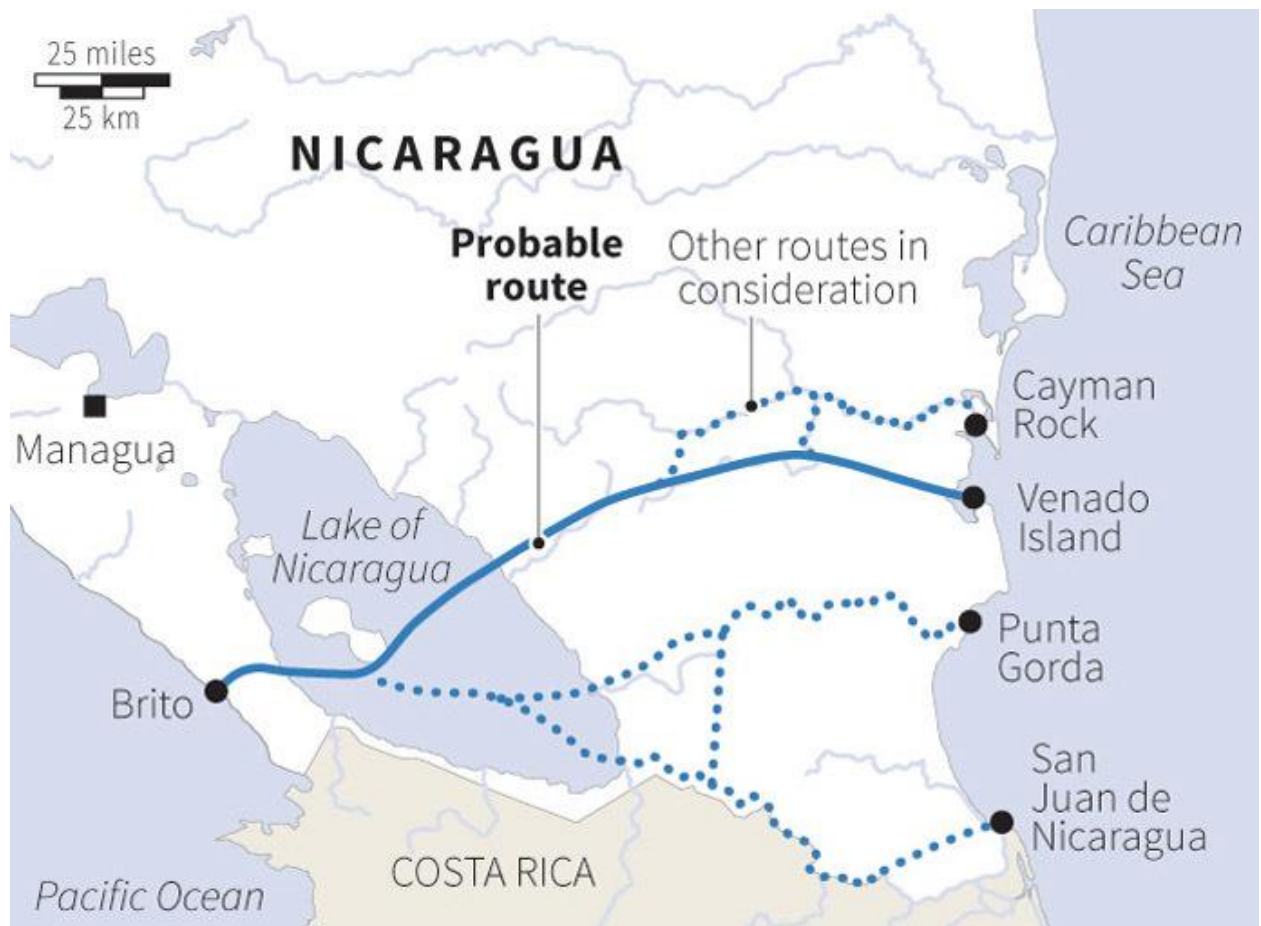 25 miles
25 km
NICARAGUA
Probable
route
Other routes in
consideration
Caribbean
Sea
Cayman
Rock
Managua
Lake of
Nicaragua
Venado
Island
Punta
Gorda
Brito
San
Juan de
Nicaragua
COSTA RICA
Pacific Ocean